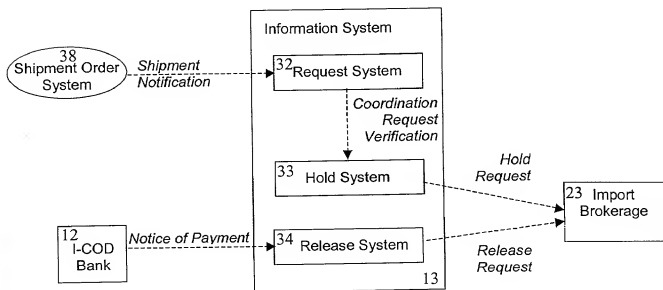 Information System
38
Shipment Order
System
Shipment
Notification
32
Request System
Coordination
Request
Verification
33
Hold System
Hold
Request
23
Import
Brokerage
12
I-COD
Bank
Notice of Payment
34
Release System
Release
Request
13